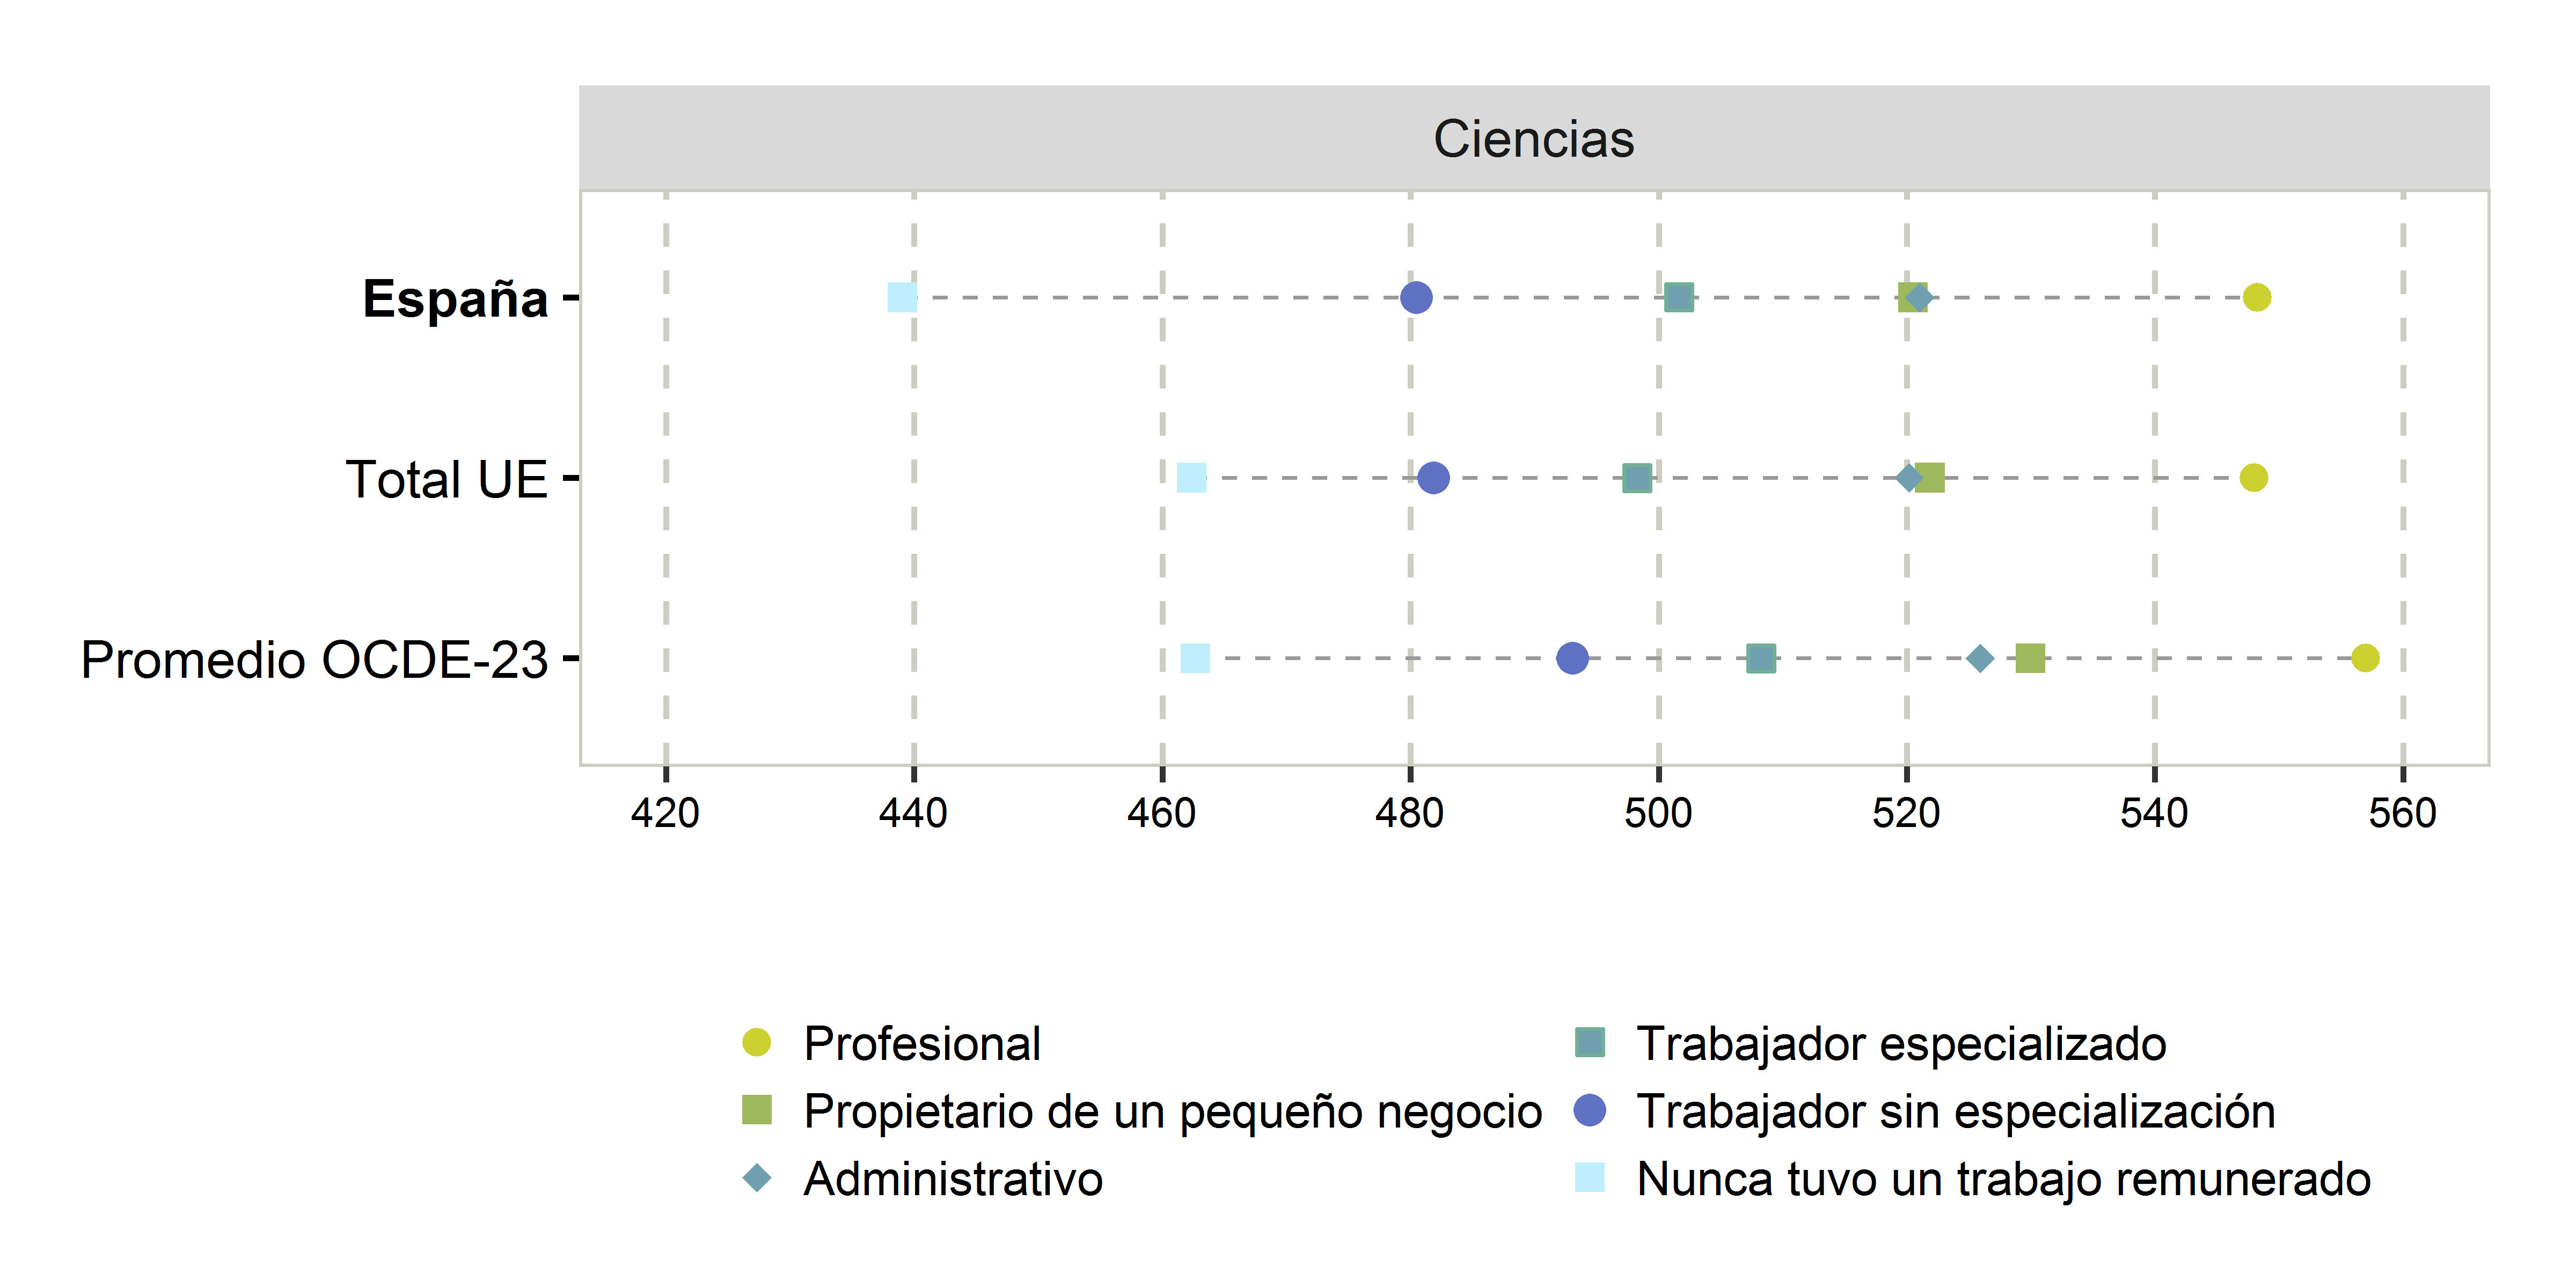 Ciencias
España
Total UE
Promedio OCDE-23
420 440 460 480 500 520 540 560
Profesional
Propietario de un pequeño negocio
Administrativo
Trabajador especializado
Trabajador sin especialización
Nunca tuvo un trabajo remunerado